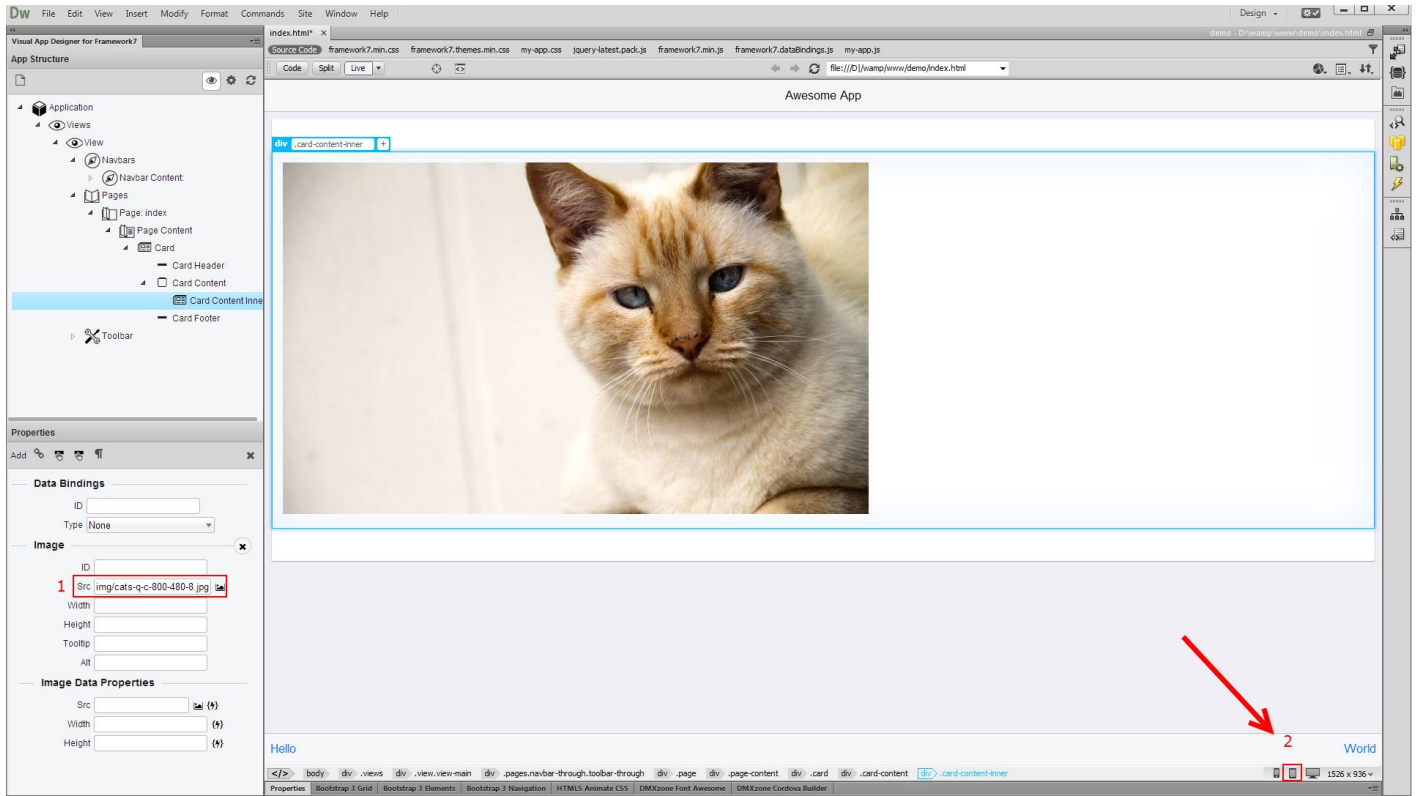 Dw File Edit View Insert Modify Format Commands Site Window Help Design
Visual App Designer for Framework7
index.html* x
demo - D:\wamp\www\demo\index.html
App Structure
Source Code framework7.min.css framework7.themes.min.css my-app.css jquery-latest.pack.js framework7.min.js framework7.dataBindings.js my-app.js
Code Split Live file:///D|/wamp/www/demo/index.html
Awesome App
Application
Views
View
Navbars
Navbar Content:
Pages
Page: index
Page Content
Card
Card Header
Card Content
Card Content Inne
Card Footer
Toolbar
div .card-content-inner +
Properties
Add
Data Bindings
ID
Type None
Image
ID
1 Src img/cats-q-c-800-480-8.jpg
Width
Height
Tooltip
Alt
Image Data Properties
Src
Width
Height
2
Hello World
</> body div .views div .view.view-main div .pages.navbar-through.toolbar-through div .page div .page-content div .card div .card-content div .card-content-inner 1526 x 936
Properties Bootstrap 3 Grid Bootstrap 3 Elements Bootstrap 3 Navigation HTML5 Animate CSS DMXzone Font Awesome DMXzone Cordova Builder